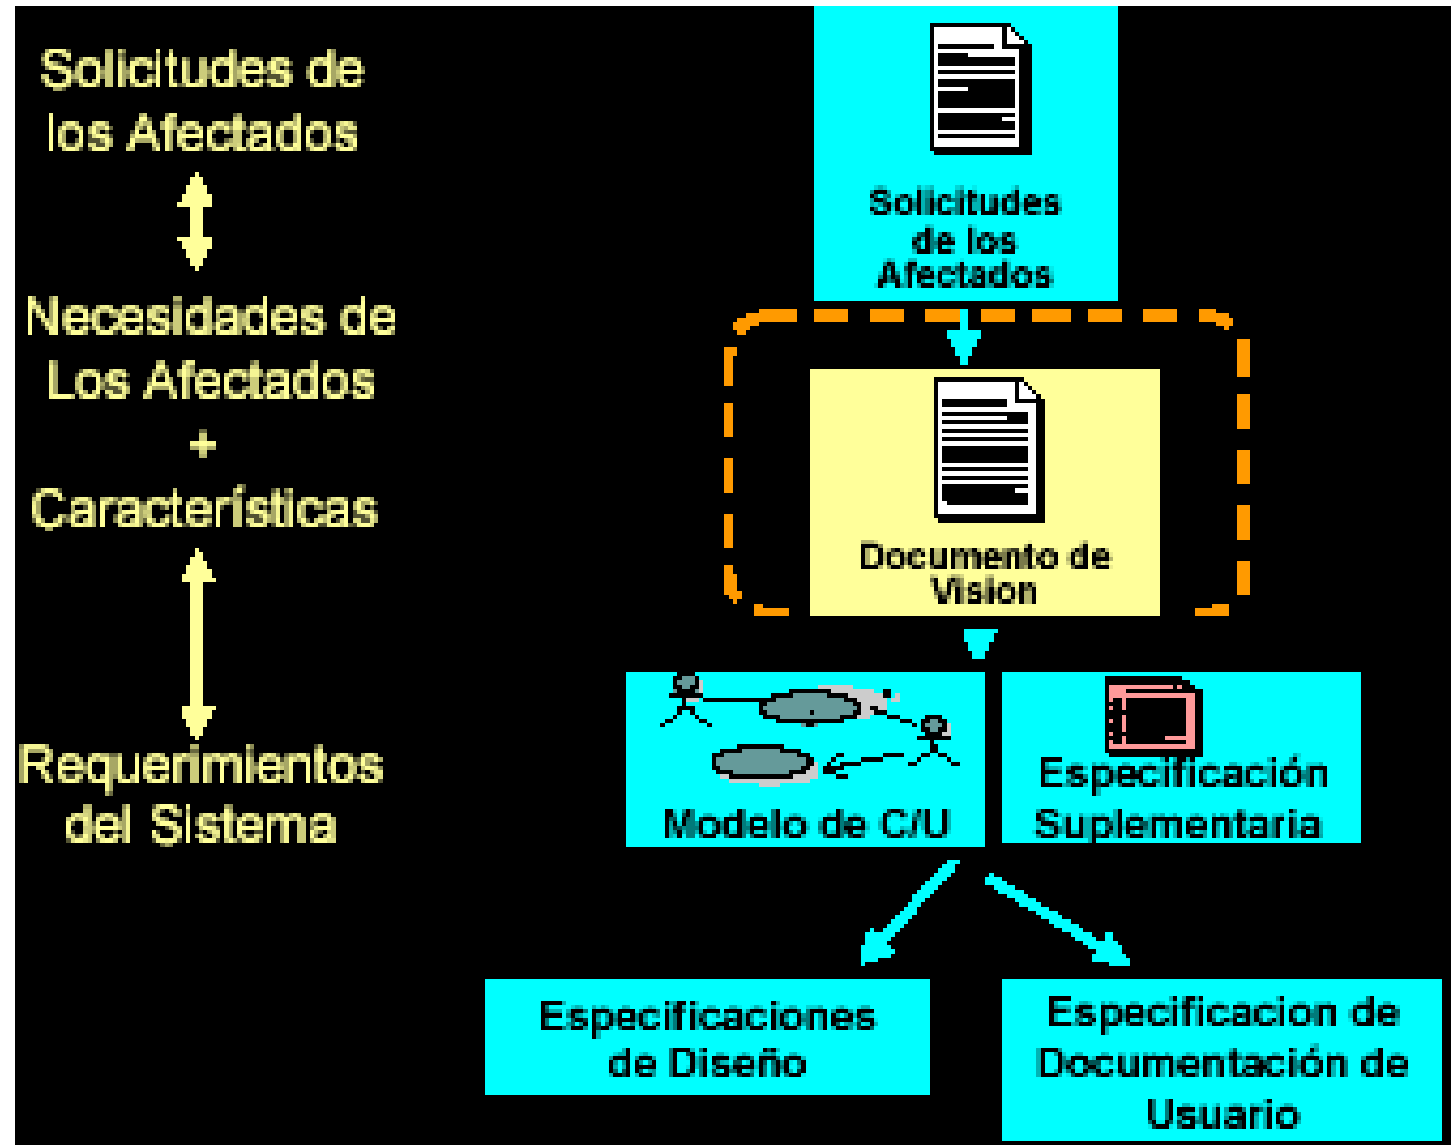 Solicitudes de
los Afectados
Necesidades de
Los Afectados
+
Características
Requerimientos
del Sistema
Solicitudes
de los
Afectados
Documento de
Vision
Modelo de C/U
Especificación
Suplementaria
Especificaciones
de Diseño
Especificacion de
Documentación de
Usuario